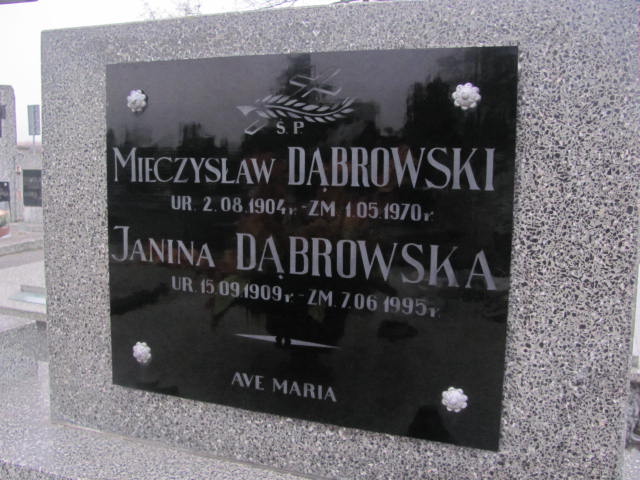 Ś.P.
MIECZYSŁAW DĄBROWSKI
UR. 2.08.1904r. - ZM. 1.05.1970r.
JANINA DĄBROWSKA
UR. 15.09.1909r. - ZM. 7.06 1995r.
AVE MARIA